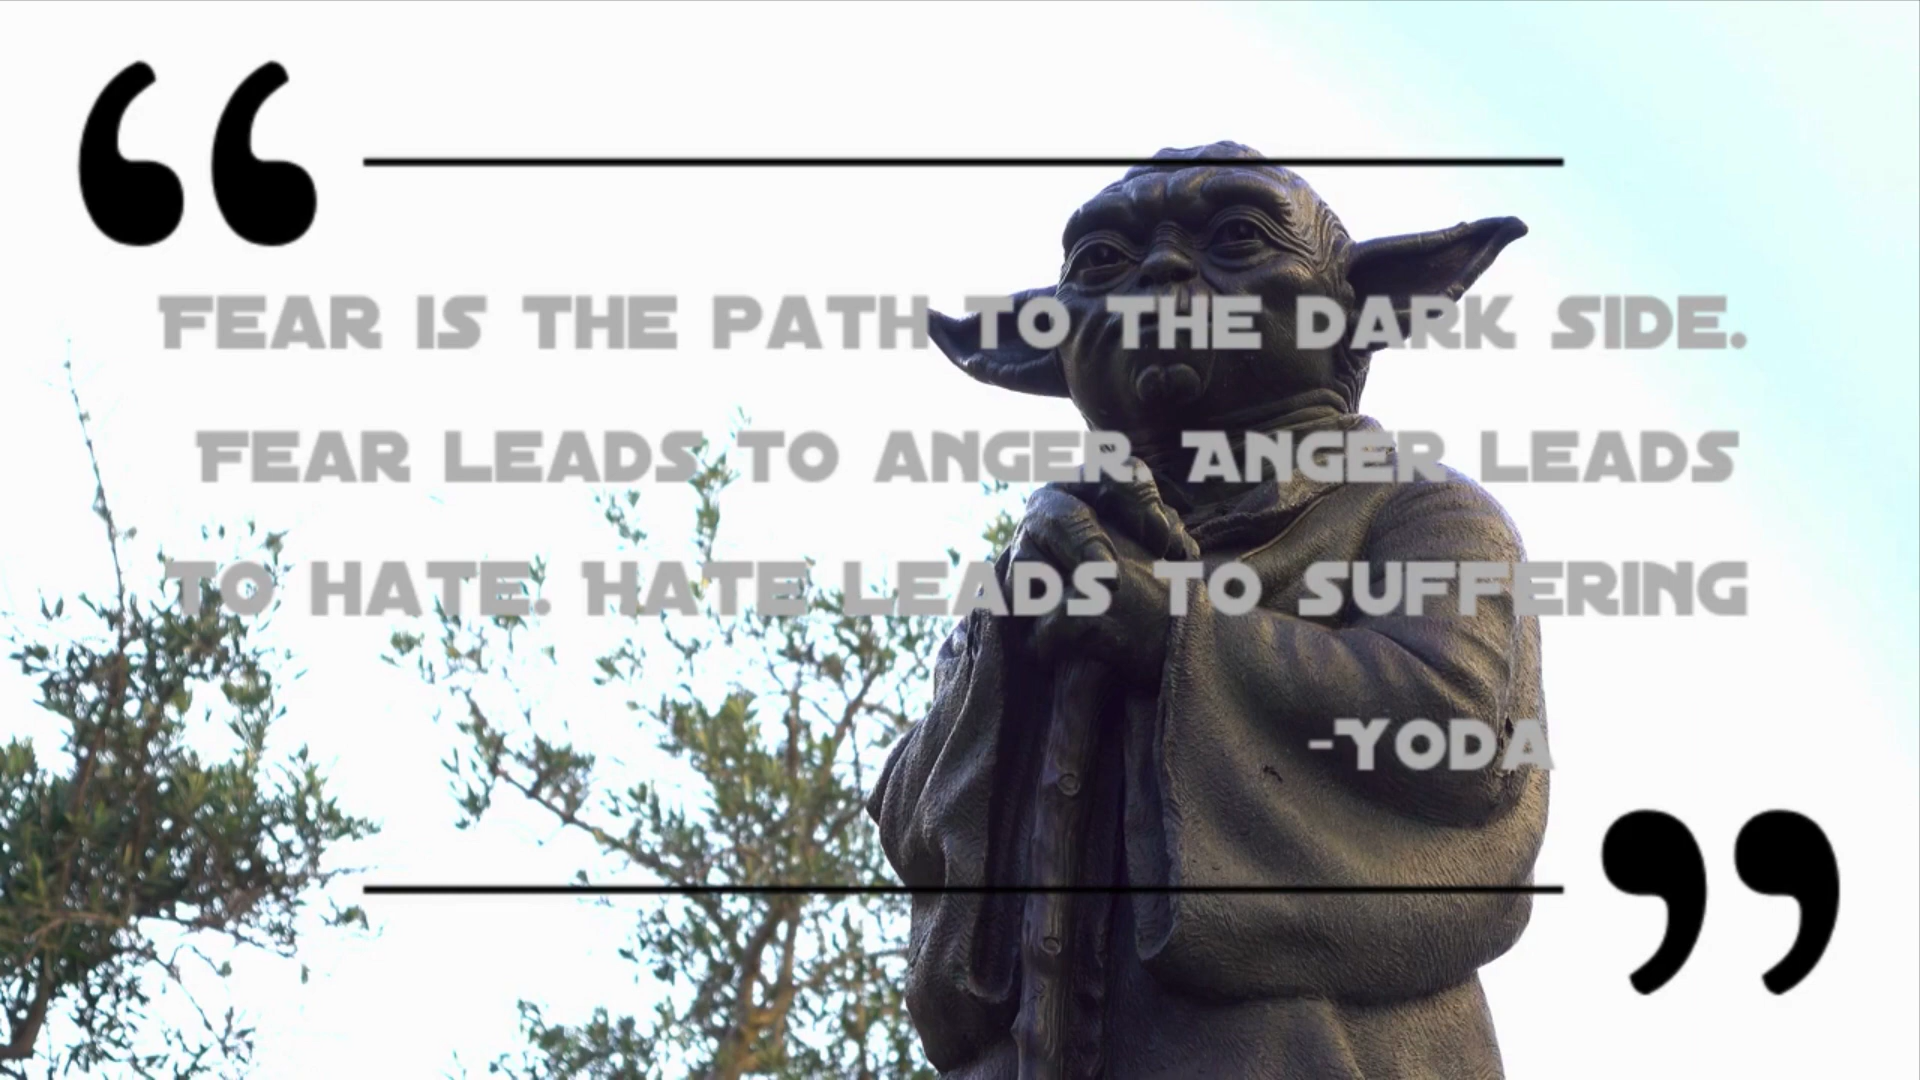 “
Fear is the path to the dark side.
Fear leads to anger. Anger leads
to hate. Hate leads to suffering
-Yoda
”